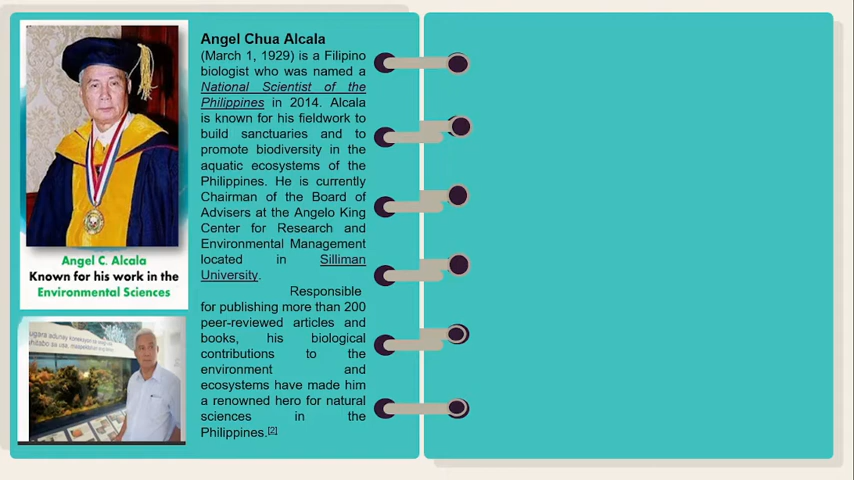 Angel C. Alcala
Known for his work in the
Environmental Sciences
Angel Chua Alcala
(March 1, 1929) is a Filipino
biologist who was named a
National Scientist of the
Philippines in 2014. Alcala
is known for his fieldwork to
build sanctuaries and to
promote biodiversity in the
aquatic ecosystems of the
Philippines. He is currently
Chairman of the Board of
Advisers at the Angelo King
Center for Research and
Environmental Management
located in Silliman
University.
Responsible
for publishing more than 200
peer-reviewed articles and
books, his biological
contributions to the
environment and
ecosystems have made him
a renowned hero for natural
sciences in the
Philippines.[2]